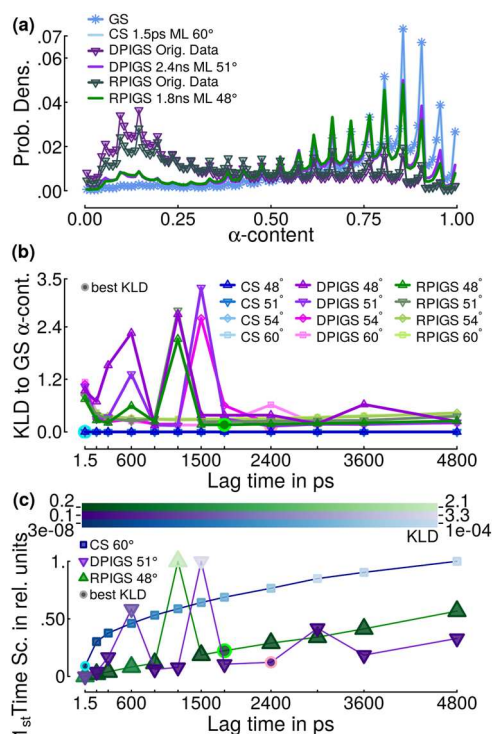 (a)
GS
CS 1.5ps ML 60°
DPIGS Orig. Data
DPIGS 2.4ns ML 51°
RPIGS Orig. Data
RPIGS 1.8ns ML 48°
Prob. Dens.
.07
.06
.04
.02
.00
0.00 0.25 0.50 0.75 1.00
α-content
(b)
best KLD
CS 48° DPIGS 48° RPIGS 48°
CS 51° DPIGS 51° RPIGS 51°
CS 54° DPIGS 54° RPIGS 54°
CS 60° DPIGS 60° RPIGS 60°
KLD to GS α-cont.
3.5
2.4
1.2
0.0
1.5 600 1500 2400 3600 4800
Lag time in ps
(c)
0.2 2.1
0.1 3.3
3e-08 KLD 1e-04
CS 60°
DPIGS 51°
RPIGS 48°
best KLD
1st Time Sc. in rel. units
1.
.50
0
1.5 600 1500 2400 3600 4800
Lag time in ps